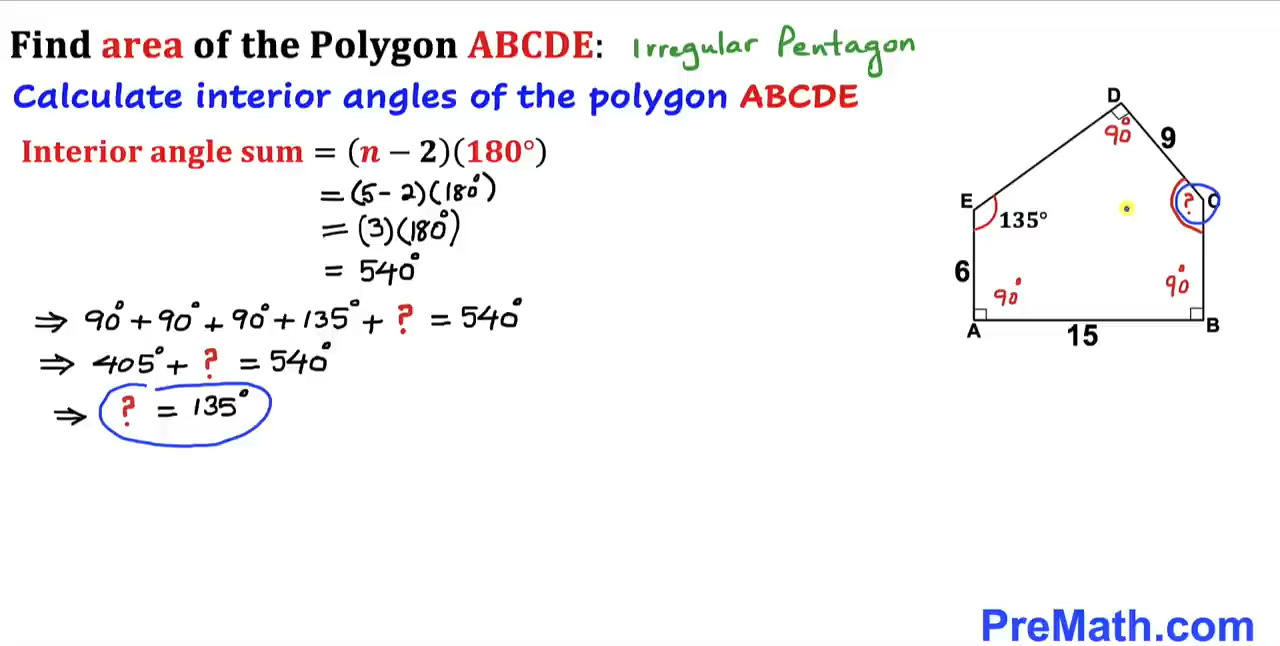 Find area of the Polygon ABCDE: Irregular Pentagon
Calculate interior angles of the polygon ABCDE
Interior angle sum = (n − 2)(180°)
= (5 - 2)(180°)
= (3)(180°)
= 540°
⇒ 90° + 90° + 90° + 135° + ? = 540°
⇒ 405° + ? = 540°
⇒ ? = 135°
D
90°
9
E
135°
?
C
6
90°
90°
A
15
B
PreMath.com